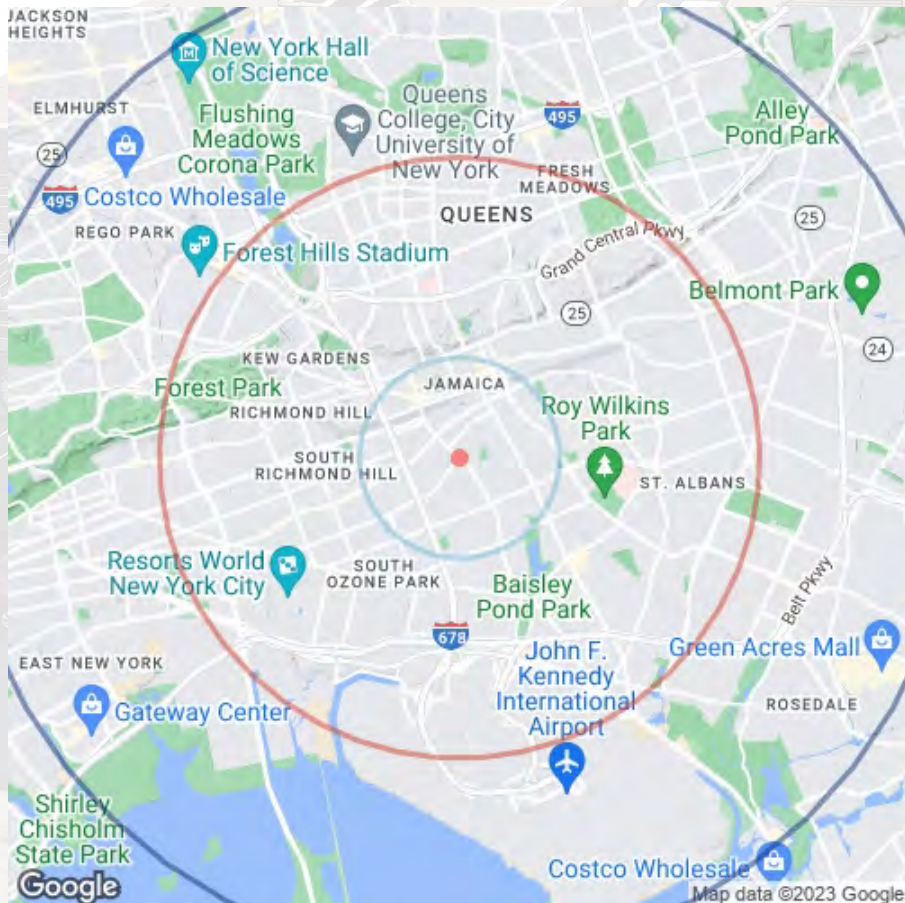 JACKSON
HEIGHTS
New York Hall
of Science
ELMHURST
Flushing
Meadows
Corona Park
Queens
College, City
University of
New York
495
Alley
Pond Park
25
Costco Wholesale
495
FRESH
MEADOWS
REGO PARK
QUEENS
25
Forest Hills Stadium
Grand Central Pkwy
Belmont Park
25
24
KEW GARDENS
JAMAICA
Forest Park
RICHMOND HILL
Roy Wilkins
Park
SOUTH
RICHMOND HILL
ST. ALBANS
Resorts World
New York City
SOUTH
OZONE PARK
Baisley
Pond Park
Belt Pkwy
678
Green Acres Mall
EAST NEW YORK
John F.
Kennedy
International
Airport
ROSEDALE
Gateway Center
Shirley
Chisholm
State Park
Costco Wholesale
Google
Map data ©2023 Google